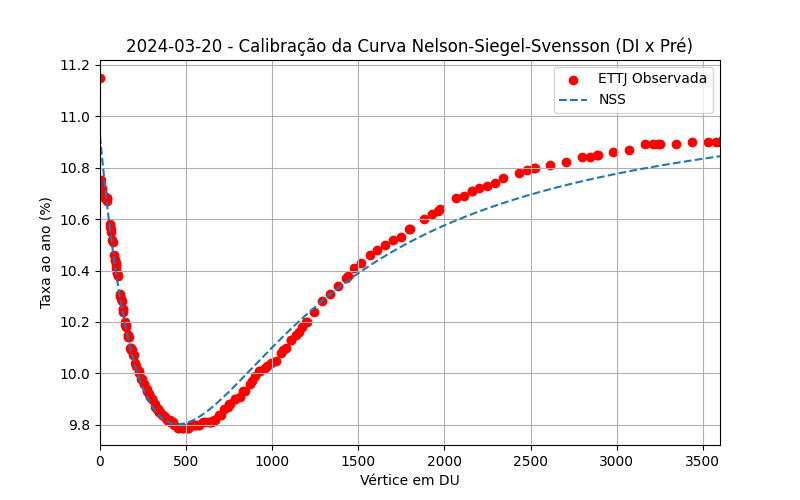 2024-03-20 - Calibração da Curva Nelson-Siegel-Svensson (DI x Pré)
ETTJ Observada
NSS
11.2
11.0
10.8
10.6
10.4
10.2
10.0
9.8
Taxa ao ano (%)
0 500 1000 1500 2000 2500 3000 3500
Vértice em DU